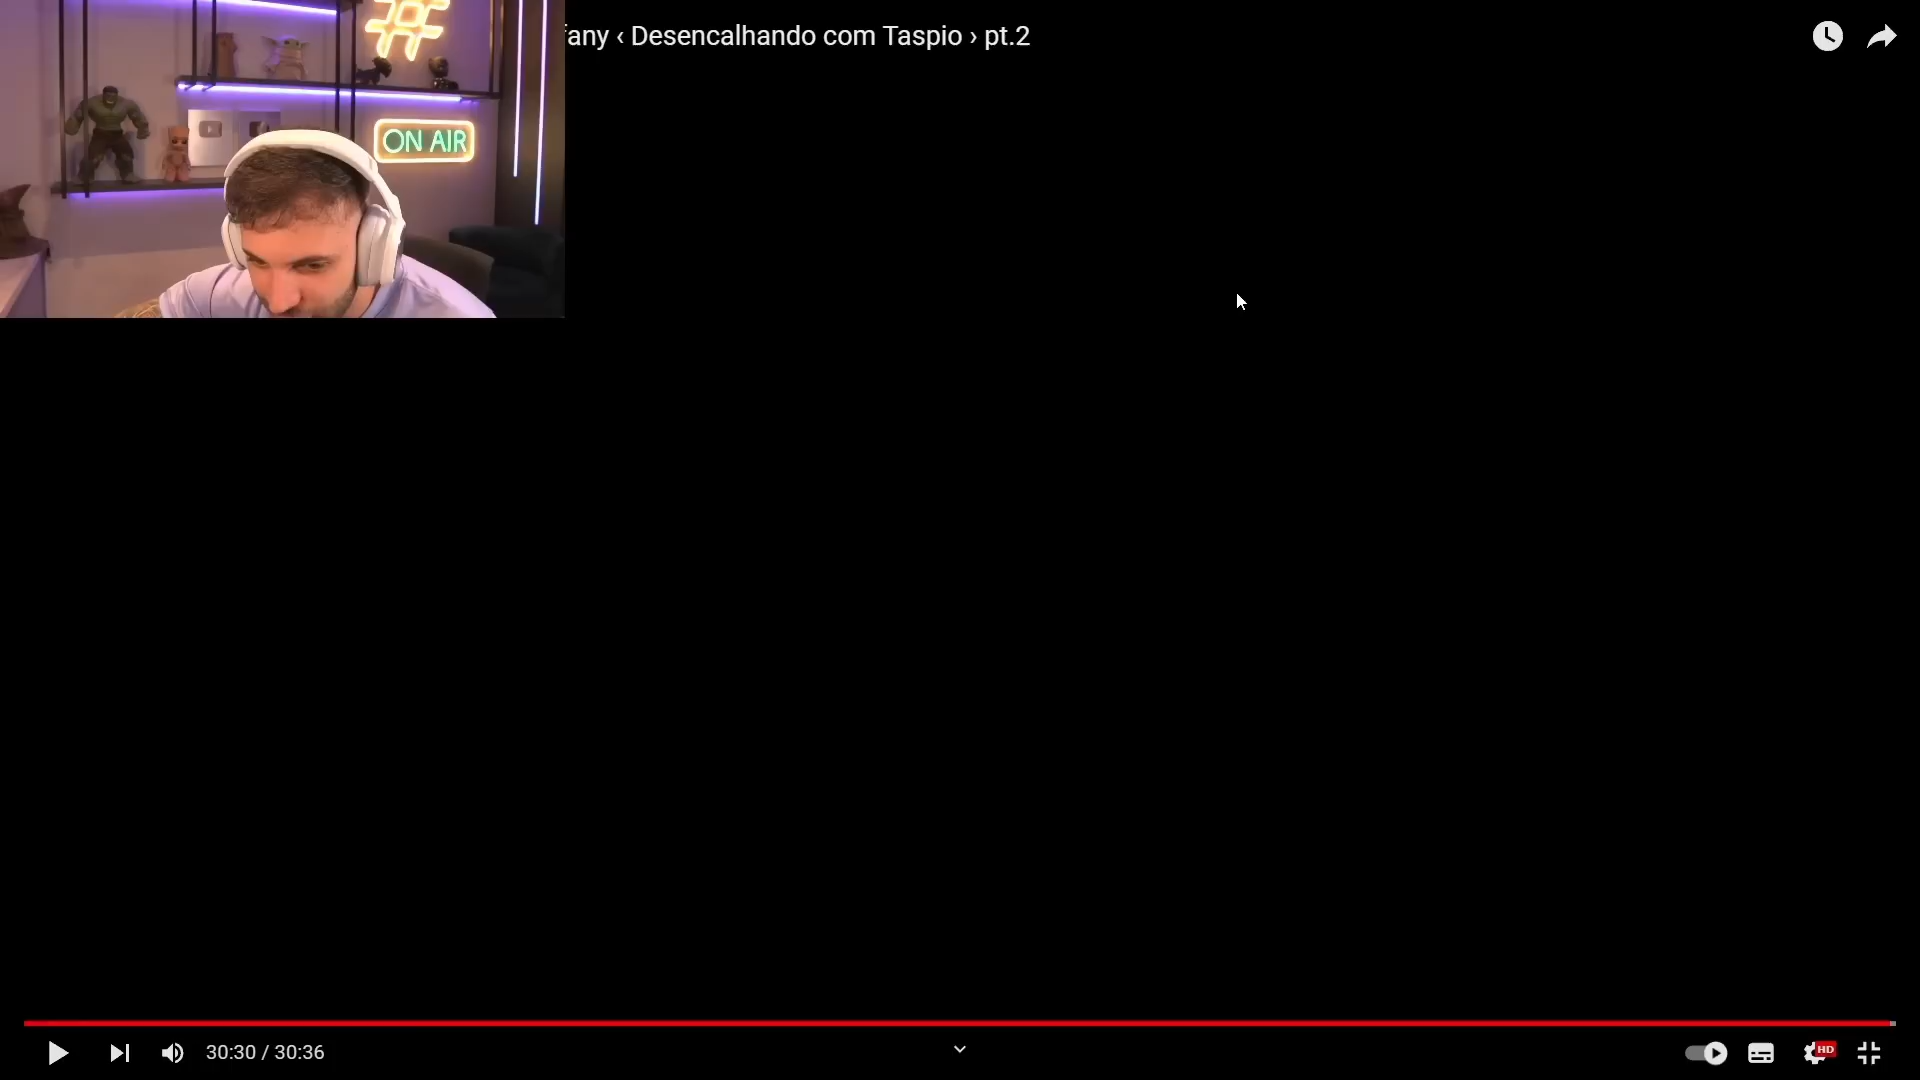 fany ‹ Desencalhando com Taspio › pt.2
ON AIR
30:30 / 30:36
HD